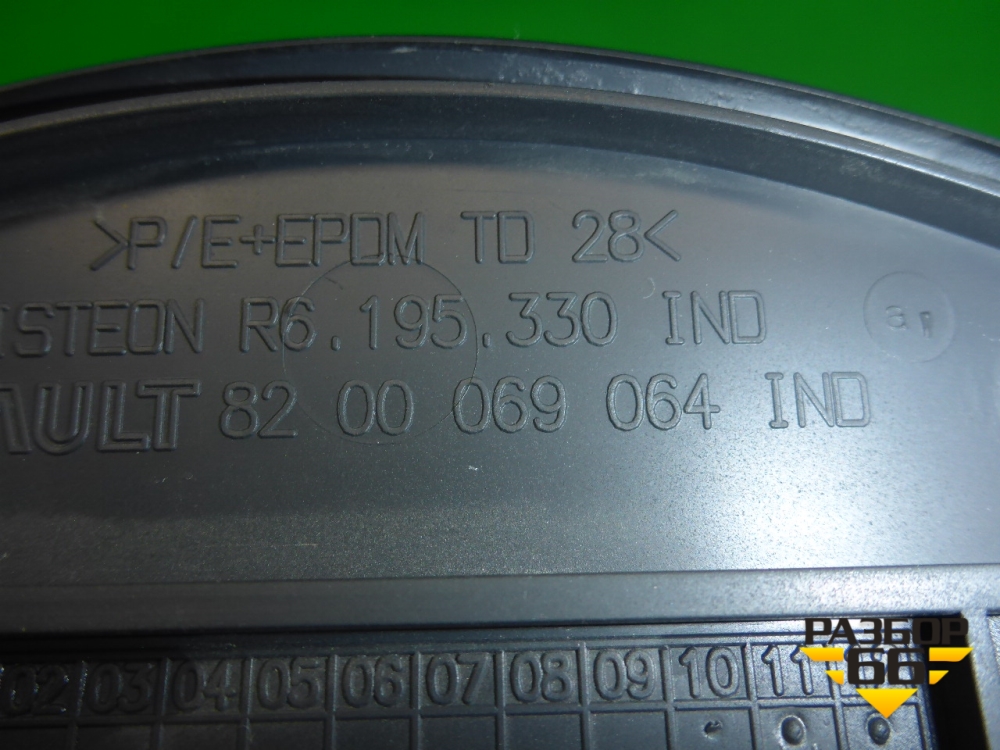 >P/E+EPDM TD 28<
ISTEON R6.195.330 IND
AULT 82 00 069 064 IND
02 03 04 05 06 07 08 09 10 11
РАЗБОР
66